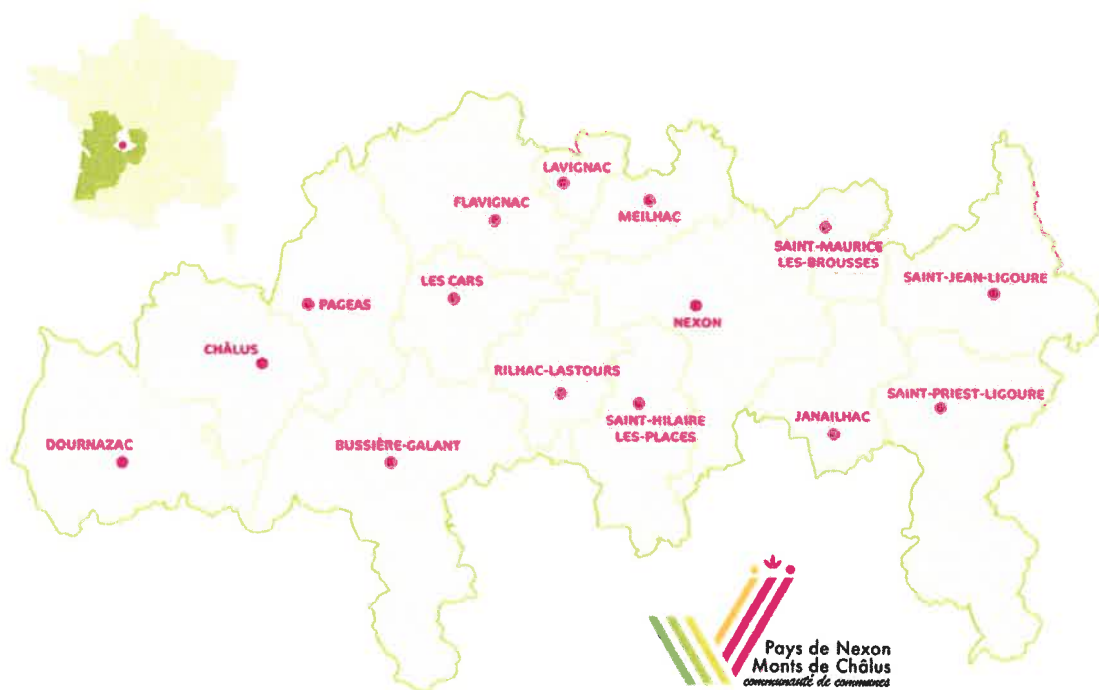 LAVIGNAC
FLAVIGNAC
MEILHAC
SAINT-MAURICE
LES-BROUSSES
SAINT-JEAN-LIGOURE
LES CARS
PAGEAS
NEXON
CHÂLUS
RILHAC-LASTOURS
SAINT-PRIEST-LIGOURE
SAINT-HILAIRE
LES-PLACES
JANAILHAC
DOURNAZAC
BUSSIÈRE-GALANT
Pays de Nexon
Monts de Châlus
communauté de communes